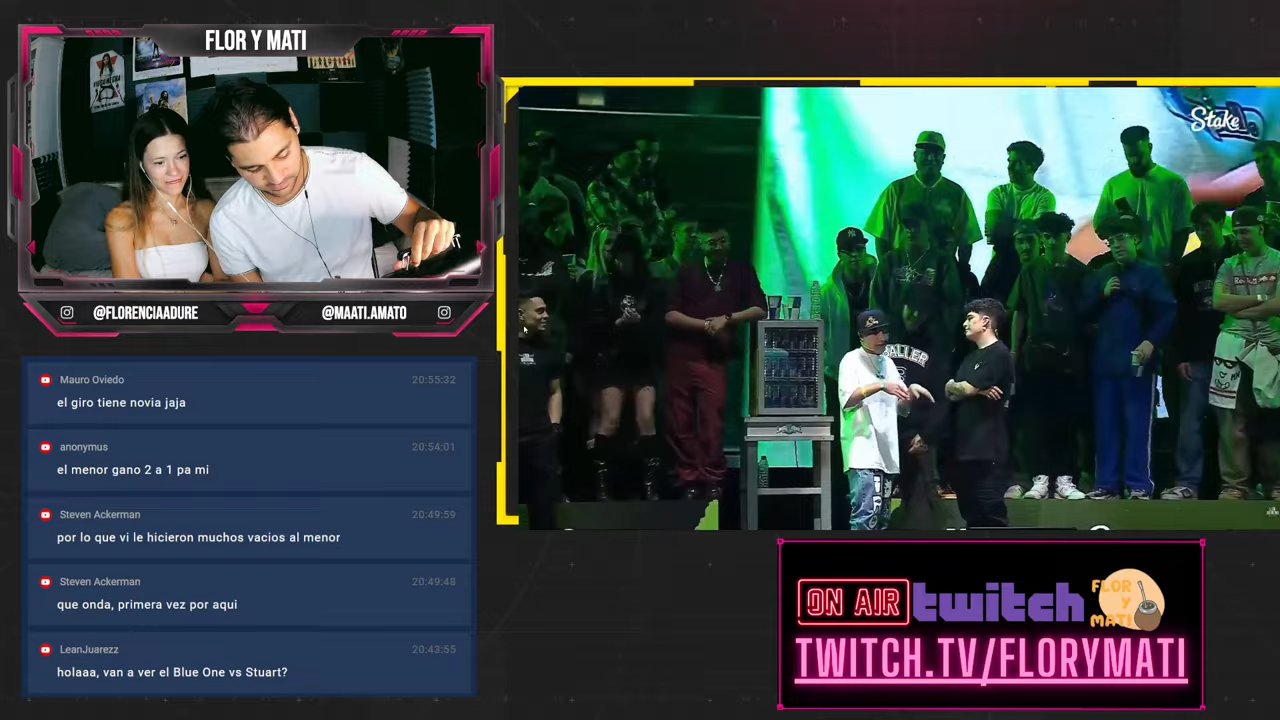 FLOR Y MATI
@FLORENCIAADURE
@MAATI.AMATO
Mauro Oviedo 20:55:32
el giro tiene novia jaja
anonymus 20:54:01
el menor gano 2 a 1 pa mi
Steven Ackerman 20:49:59
por lo que vi le hicieron muchos vacios al menor
Steven Ackerman 20:49:48
que onda, primera vez por aqui
LeanJuarezz 20:43:55
holaaa, van a ver el Blue One vs Stuart?
Stake
BALLER
ON AIR twitch FLOR Y MATI
TWITCH.TV/FLORYMATI